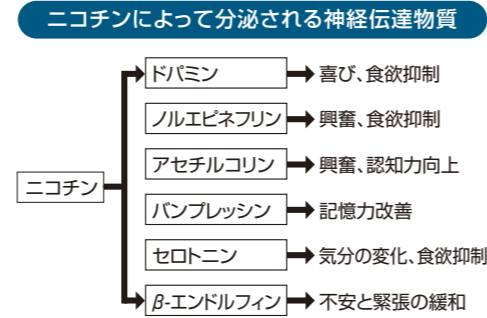 ニコチンによって分泌される神経伝達物質
ドパミン 喜び、食欲抑制
ノルエピネフリン 興奮、食欲抑制
アセチルコリン 興奮、認知力向上
ニコチン
バンプレッシン 記憶力改善
セロトニン 気分の変化、食欲抑制
β-エンドルフィン 不安と緊張の緩和